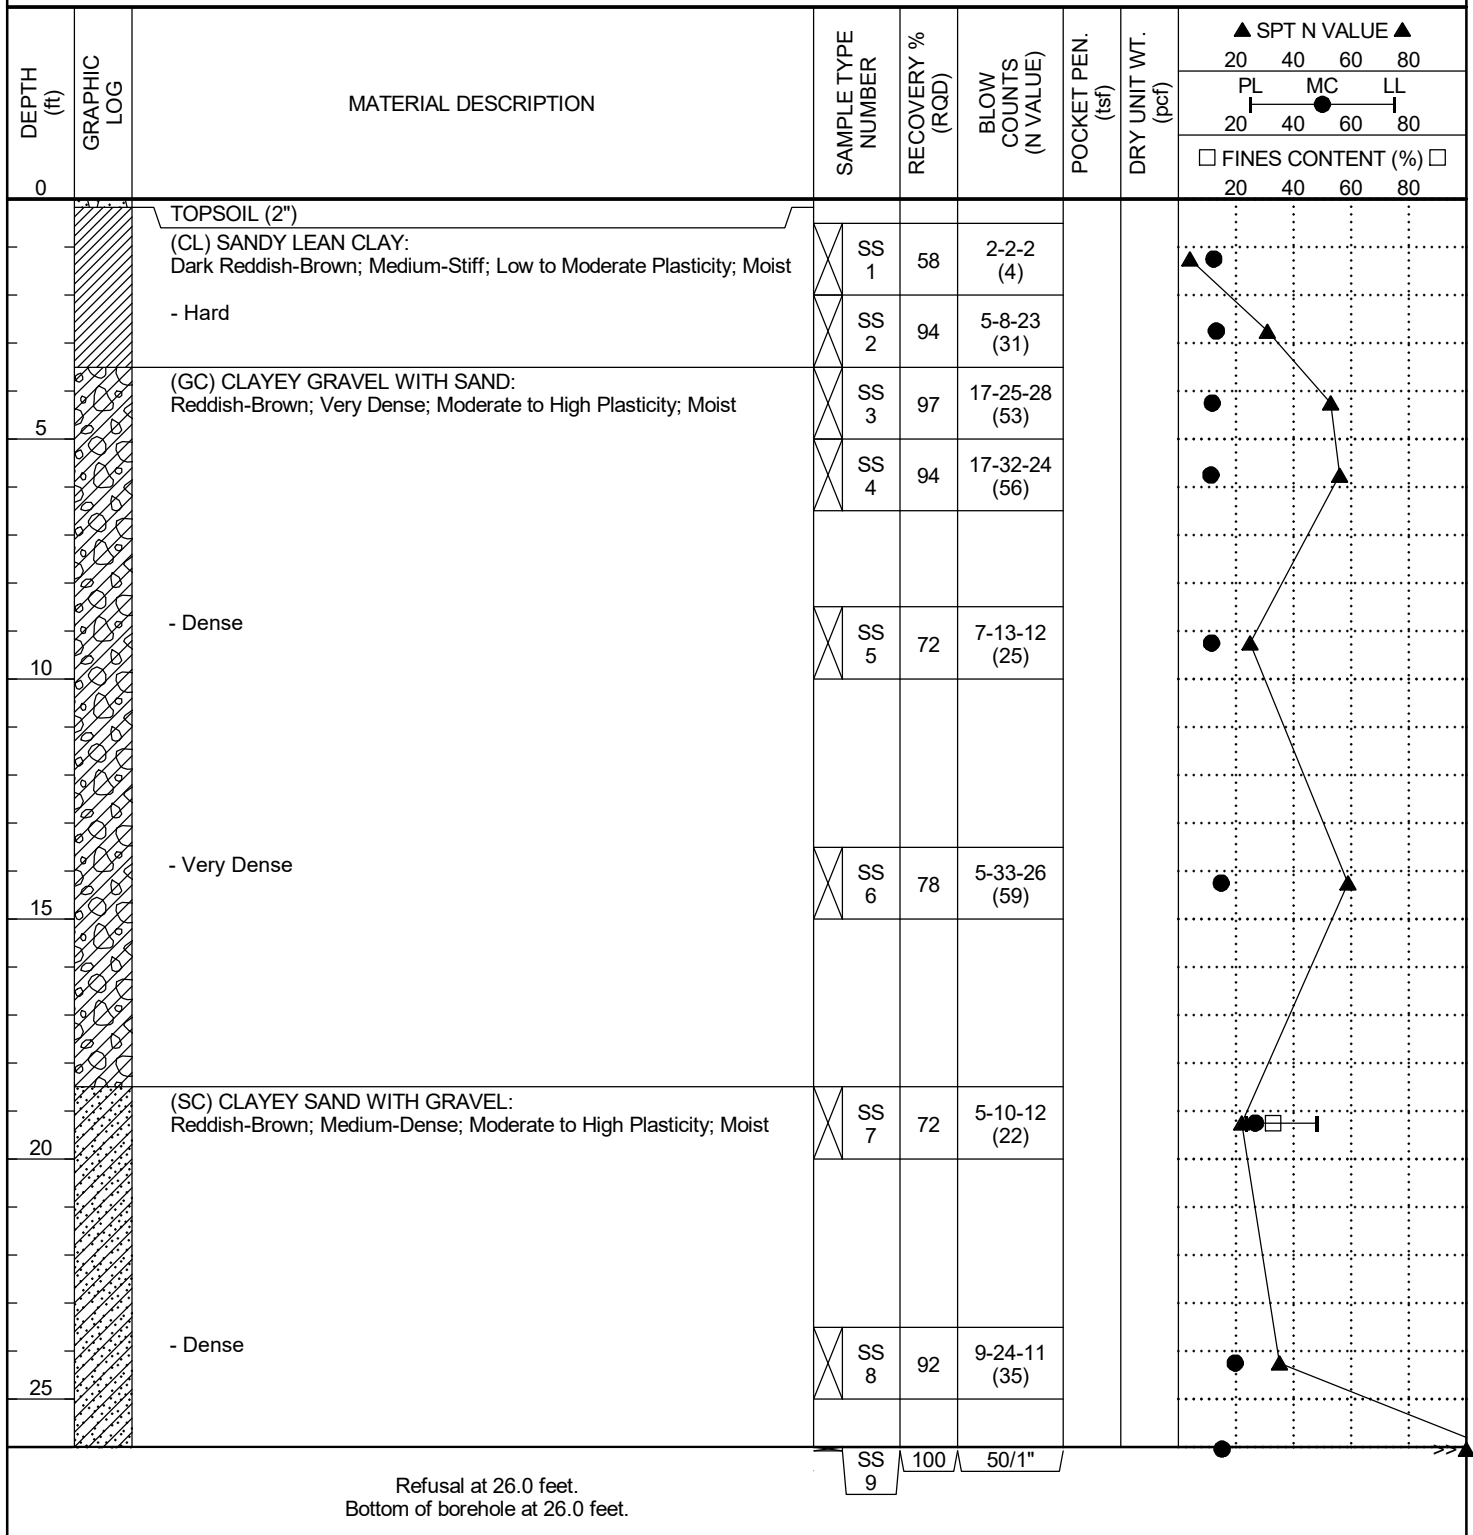 DEPTH
(ft)
GRAPHIC
LOG
MATERIAL DESCRIPTION
SAMPLE TYPE
NUMBER
RECOVERY %
(RQD)
BLOW
COUNTS
(N VALUE)
POCKET PEN.
(tsf)
DRY UNIT WT.
(pcf)
▲ SPT N VALUE ▲
20 40 60 80
PL MC LL
20 40 60 80
□ FINES CONTENT (%) □
20 40 60 80
0
TOPSOIL (2")
(CL) SANDY LEAN CLAY:
Dark Reddish-Brown; Medium-Stiff; Low to Moderate Plasticity; Moist
SS
1
58
2-2-2
(4)
- Hard
SS
2
94
5-8-23
(31)
(GC) CLAYEY GRAVEL WITH SAND:
Reddish-Brown; Very Dense; Moderate to High Plasticity; Moist
SS
3
97
17-25-28
(53)
5
SS
4
94
17-32-24
(56)
- Dense
SS
5
72
7-13-12
(25)
10
- Very Dense
SS
6
78
5-33-26
(59)
15
(SC) CLAYEY SAND WITH GRAVEL:
Reddish-Brown; Medium-Dense; Moderate to High Plasticity; Moist
SS
7
72
5-10-12
(22)
20
- Dense
SS
8
92
9-24-11
(35)
25
SS
9
100
50/1"
>>
Refusal at 26.0 feet.
Bottom of borehole at 26.0 feet.